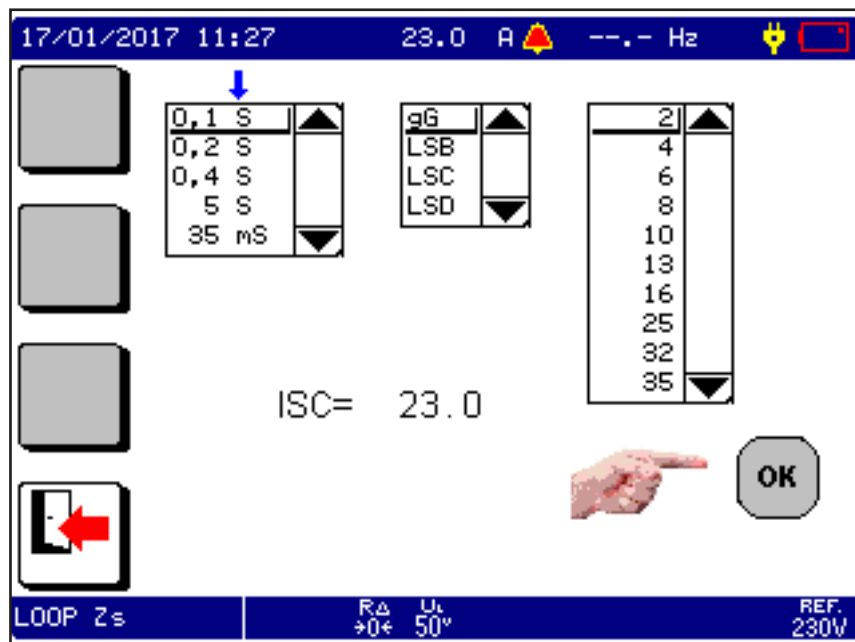 17/01/2017 11:27 23.0 A --.- Hz
0,1 S
0,2 S
0,4 S
5 S
35 mS
gG
LSB
LSC
LSD
2
4
6
8
10
13
16
25
32
35
ISC= 23.0
OK
LOOP Zs
R∆
→0←
UL
50v
REF.
230V